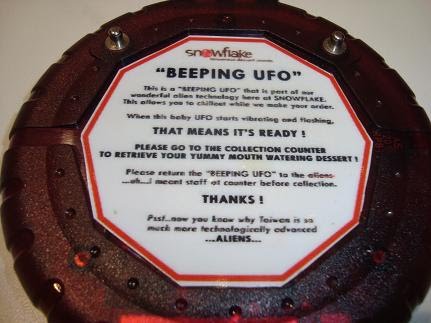 snowflake
"BEEPING UFO"
This is a "BEEPING UFO" that is part of our
wonderful alien technology here at SNOWFLAKE.
This allows you to chillout while we make your order.
When this baby UFO starts vibrating and flashing,
THAT MEANS IT'S READY !
PLEASE GO TO THE COLLECTION COUNTER
TO RETRIEVE YOUR YUMMY MOUTH WATERING DESSERT !
Please return the "BEEPING UFO" to the aliens
...uh...i meant staff at counter before collection.
THANKS !
Psst..now you know why Taiwan is so
much more technologically advanced
...ALIENS...